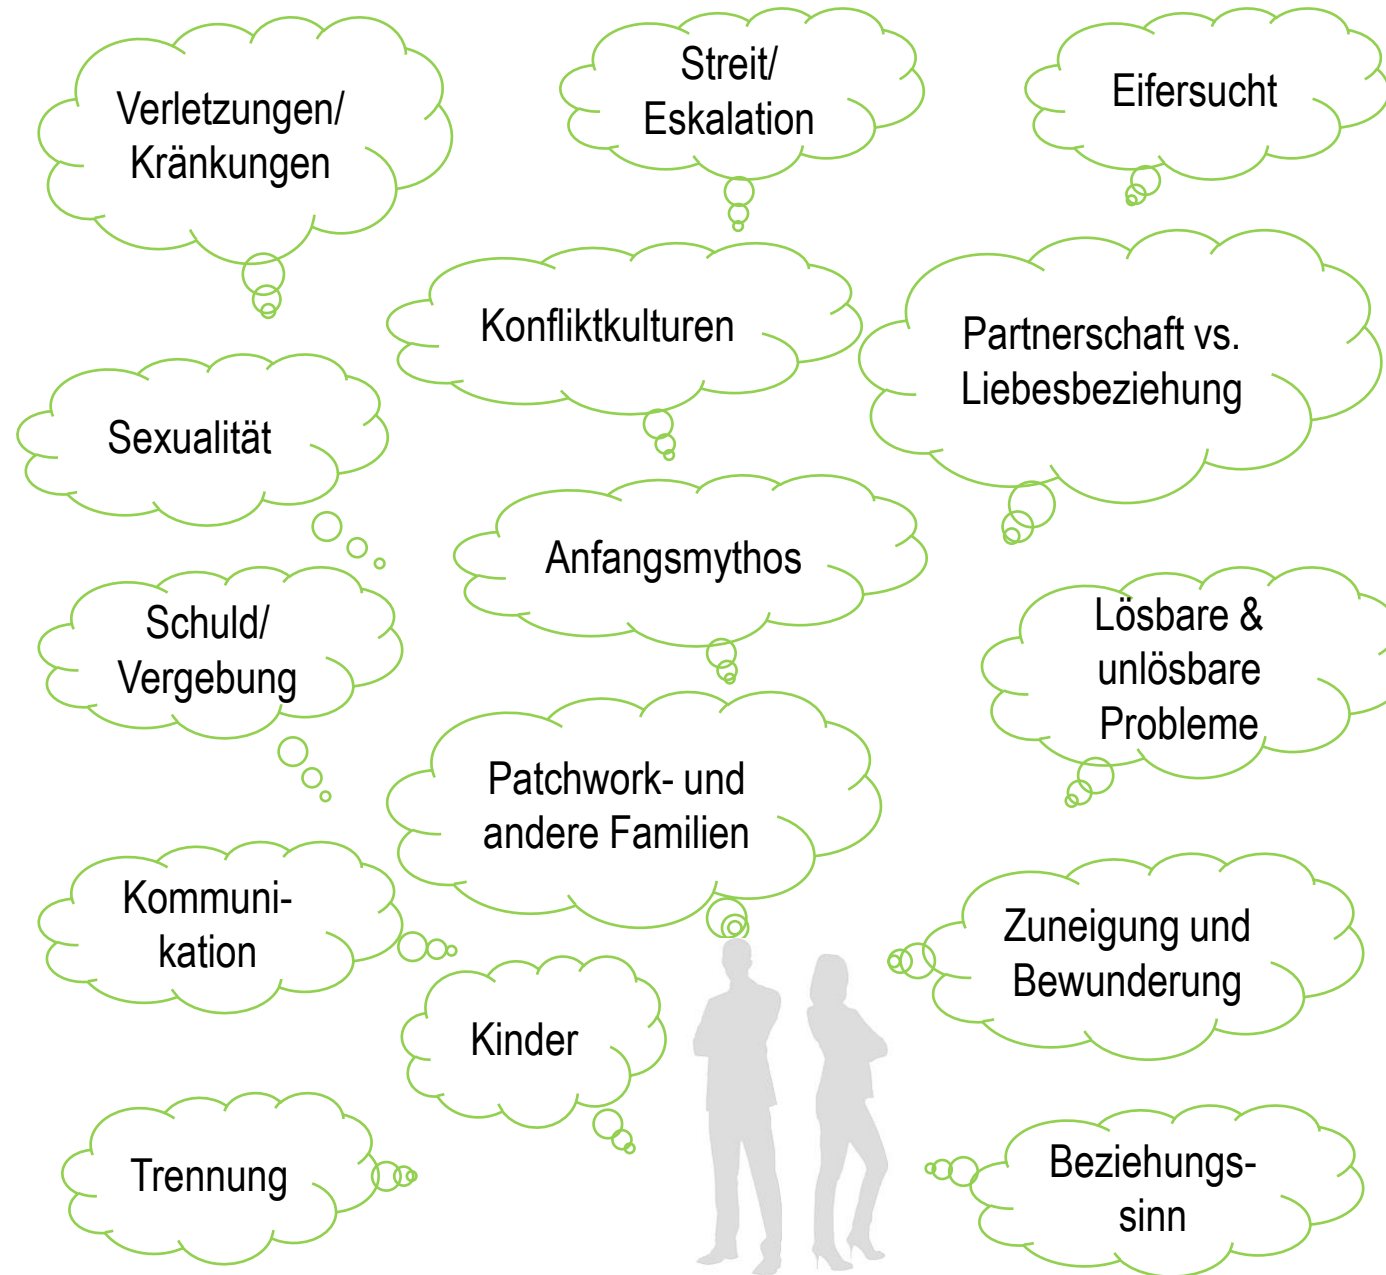 Verletzungen/
Kränkungen
Streit/
Eskalation
Eifersucht
Konfliktkulturen
Partnerschaft vs.
Liebesbeziehung
Sexualität
Anfangsmythos
Schuld/
Vergebung
Lösbare &
unlösbare
Probleme
Patchwork- und
andere Familien
Kommuni-
kation
Zuneigung und
Bewunderung
Kinder
Trennung
Beziehungs-
sinn